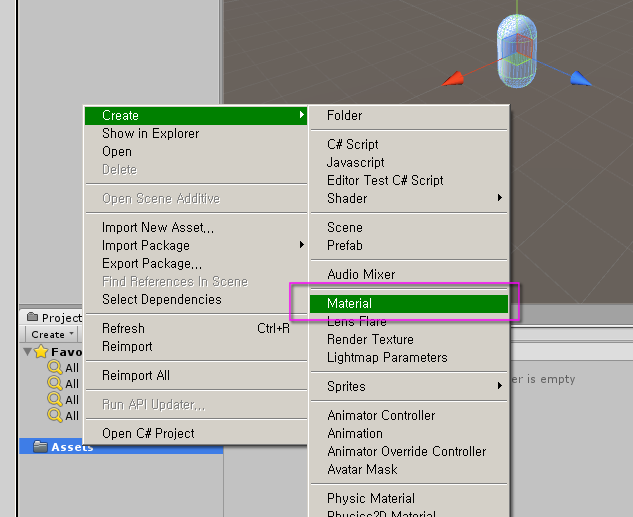 Create
Show in Explorer
Open
Delete
Open Scene Additive
Import New Asset...
Import Package
Export Package...
Find References In Scene
Select Dependencies
Refresh Ctrl+R
Reimport
Reimport All
Run API Updater...
Open C# Project
Folder
C# Script
Javascript
Editor Test C# Script
Shader
Scene
Prefab
Audio Mixer
Material
Lens Flare
Render Texture
Lightmap Parameters
Sprites
Animator Controller
Animation
Animator Override Controller
Avatar Mask
Physic Material
Physics2D Material
Project
Create
Favo
All
All
All
All
Assets
er is empty